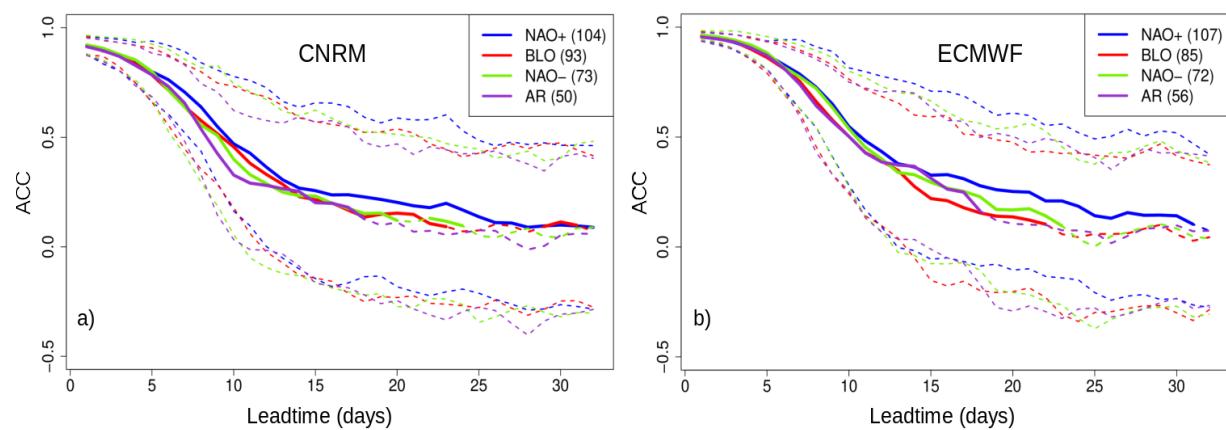 CNRM
NAO+ (104)
BLO (93)
NAO− (73)
AR (50)
ACC
1.0
0.5
0.0
−0.5
a)
0 5 10 15 20 25 30
Leadtime (days)
ECMWF
NAO+ (107)
BLO (85)
NAO− (72)
AR (56)
ACC
1.0
0.5
0.0
−0.5
b)
0 5 10 15 20 25 30
Leadtime (days)